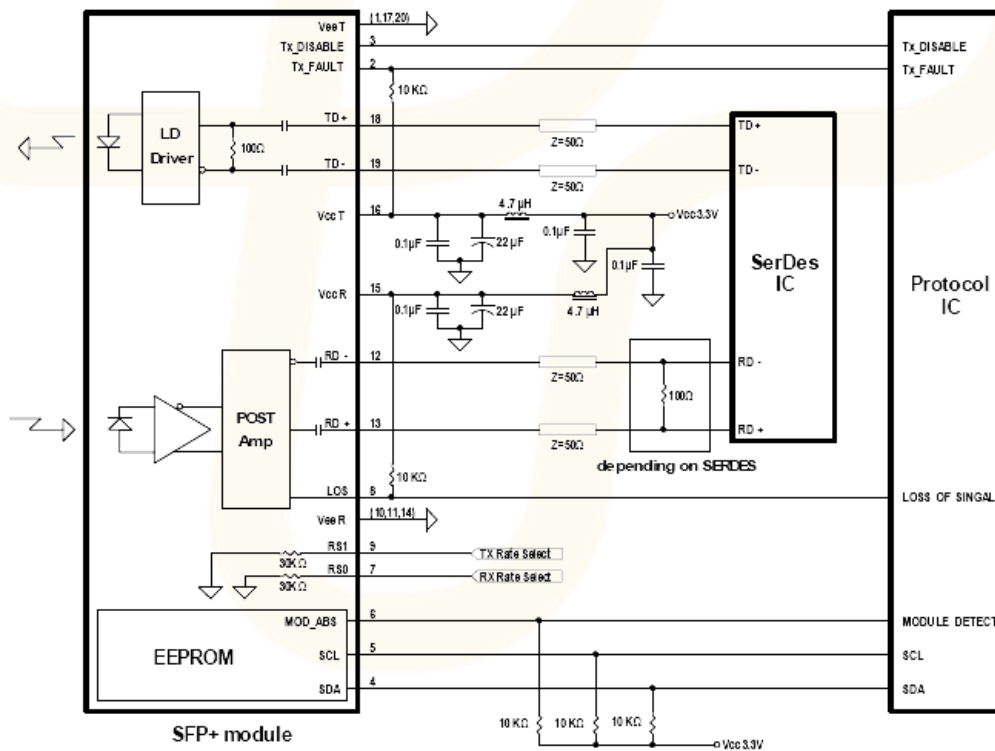 VeeT (1,17,20)
Tx_DISABLE 3 Tx_DISABLE
Tx_FAULT 2 Tx_FAULT
10 KΩ
LD Driver
100Ω
TD+ 18 Z=50Ω TD+
TD- 19 Z=50Ω TD-
VccT 16 4.7 µH Vcc3.3V
0.1µF 22µF 0.1µF
0.1µF
SerDes IC
Protocol IC
VccR 15 4.7 µH
0.1µF 22µF
RD - 12 Z=50Ω RD -
POST Amp
100Ω
RD + 13 Z=50Ω RD +
depending on SERDES
10 KΩ
LOS 8 LOSS OF SINGAL
VeeR (10,11,14)
RS1 9 TX Rate Select
30KΩ
RS0 7 RX Rate Select
30KΩ
MOD_ABS 6 MODULE DETECT
EEPROM
SCL 5 SCL
SDA 4 SDA
10 KΩ 10 KΩ 10 KΩ
Vcc3.3V
SFP+ module